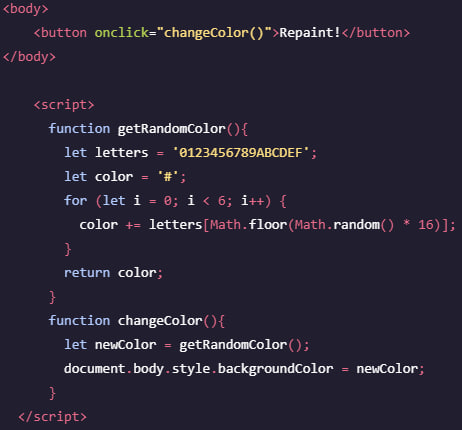 <body>
<button onclick="changeColor()">Repaint!</button>
</body>
<script>
function getRandomColor(){
let letters = '0123456789ABCDEF';
let color = '#';
for (let i = 0; i < 6; i++) {
color += letters[Math.floor(Math.random() * 16)];
}
return color;
}
function changeColor(){
let newColor = getRandomColor();
document.body.style.backgroundColor = newColor;
}
</script>